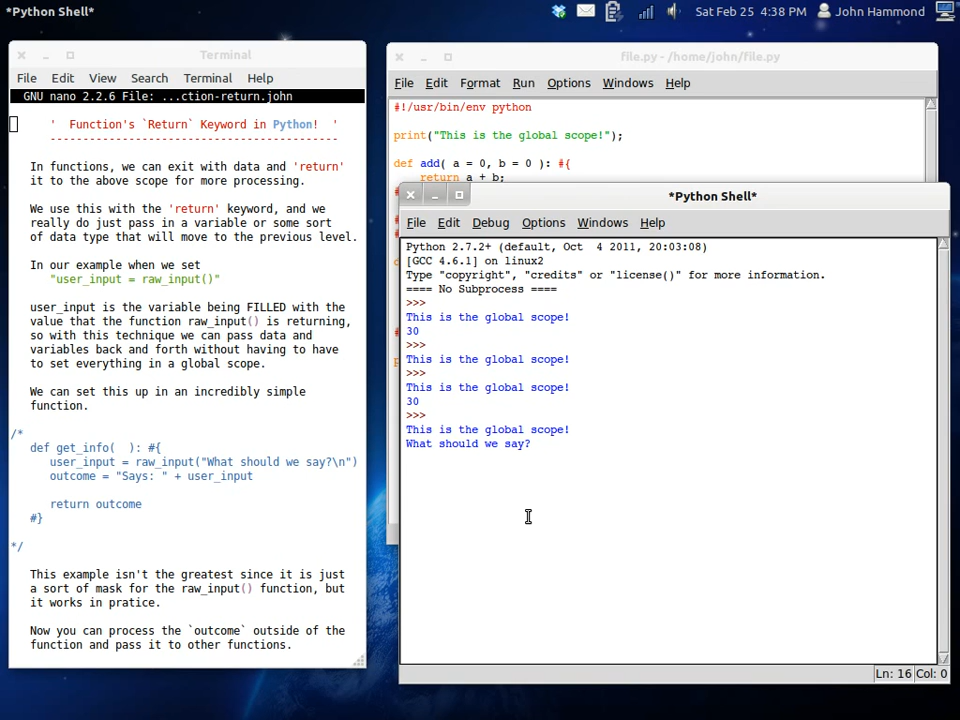 *Python Shell*
Sat Feb 25 4:38 PM John Hammond
Terminal
File Edit View Search Terminal Help
GNU nano 2.2.6 File: ...ction-return.john
' Function's `Return` Keyword in Python! '
-----------------------------------------
In functions, we can exit with data and 'return'
it to the above scope for more processing.
We use this with the 'return' keyword, and we
really do just pass in a variable or some sort
of data type that will move to the previous level.
In our example when we set
"user_input = raw_input()"
user_input is the variable being FILLED with the
value that the function raw_input() is returning,
so with this technique we can pass data and
variables back and forth without having to have
to set everything in a global scope.
We can set this up in an incredibly simple
function.
/*
def get_info(  ): #{
user_input = raw_input("What should we say?\n")
outcome = "Says: " + user_input
return outcome
#}
*/
This example isn't the greatest since it is just
a sort of mask for the raw_input() function, but
it works in pratice.
Now you can process the `outcome` outside of the
function and pass it to other functions.
file.py - /home/john/file.py
File Edit Format Run Options Windows Help
#!/usr/bin/env python
print("This is the global scope!");
def add( a = 0, b = 0 ): #{
return a + b;
*Python Shell*
File Edit Debug Options Windows Help
Python 2.7.2+ (default, Oct  4 2011, 20:03:08)
[GCC 4.6.1] on linux2
Type "copyright", "credits" or "license()" for more information.
==== No Subprocess ====
>>>
This is the global scope!
30
>>>
This is the global scope!
>>>
This is the global scope!
30
>>>
This is the global scope!
What should we say?
Ln: 16 Col: 0